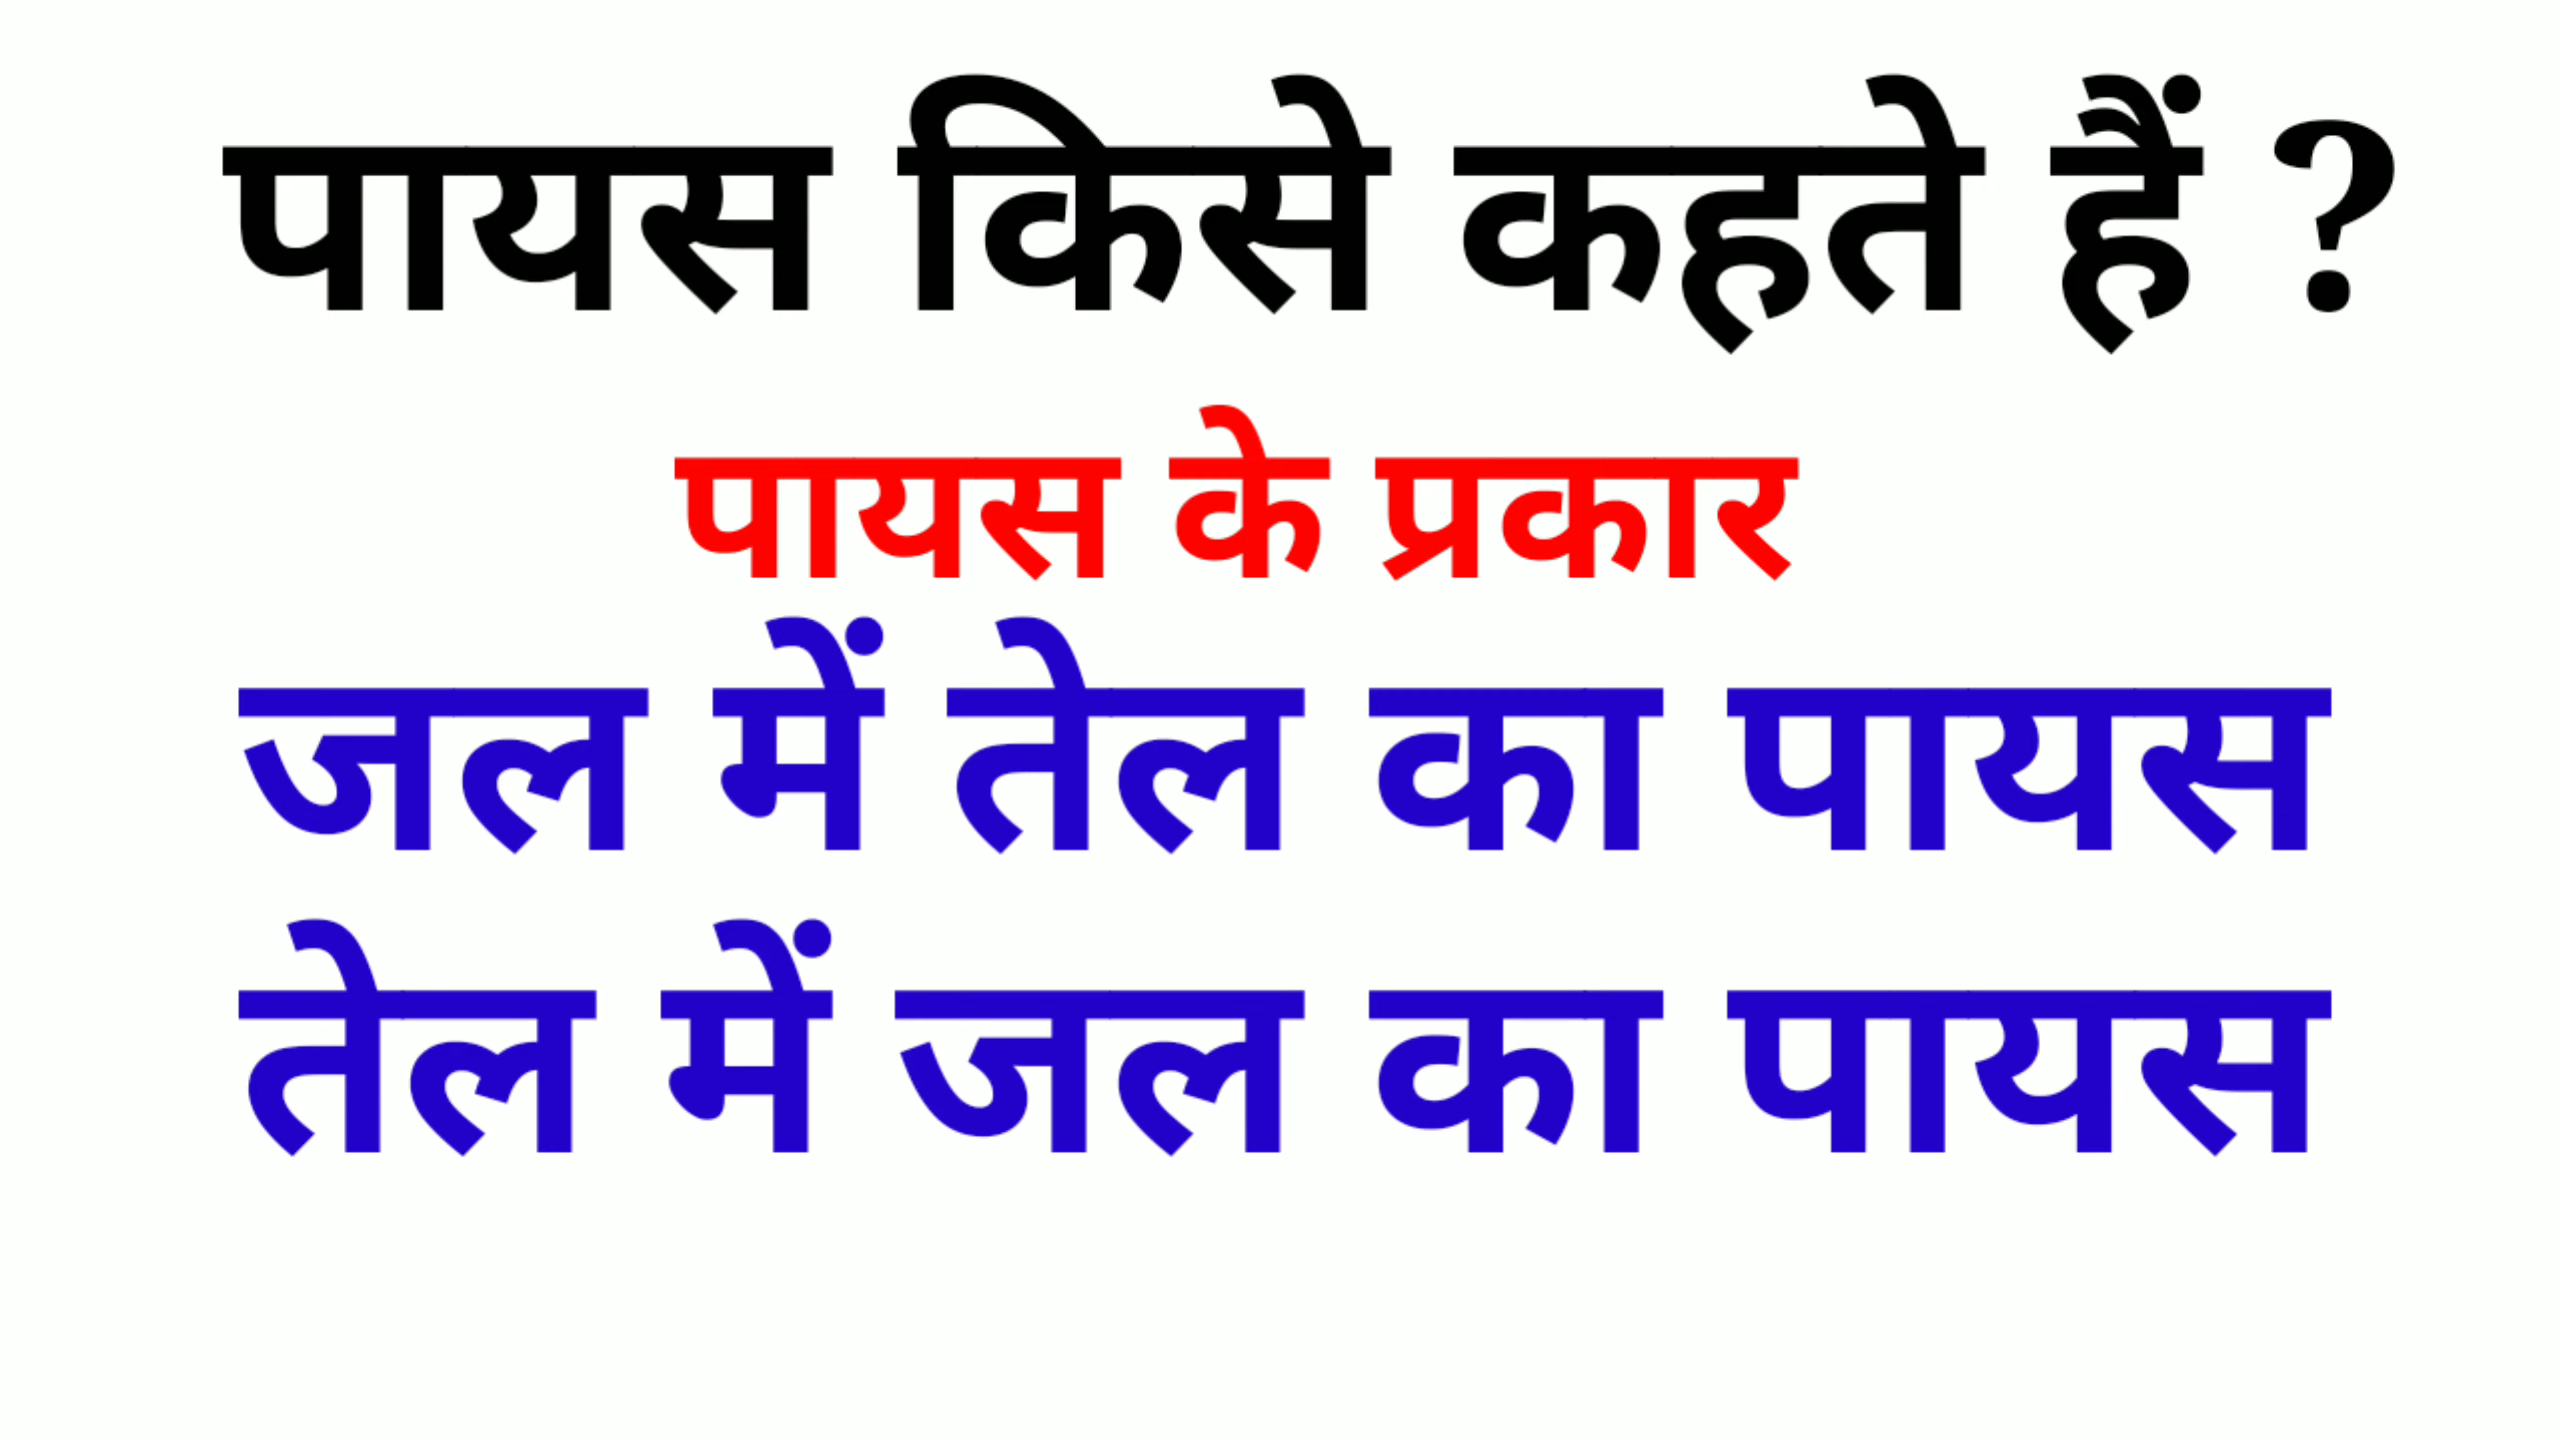 पायस किसे कहते हैं ?
पायस के प्रकार
जल में तेल का पायस
तेल में जल का पायस